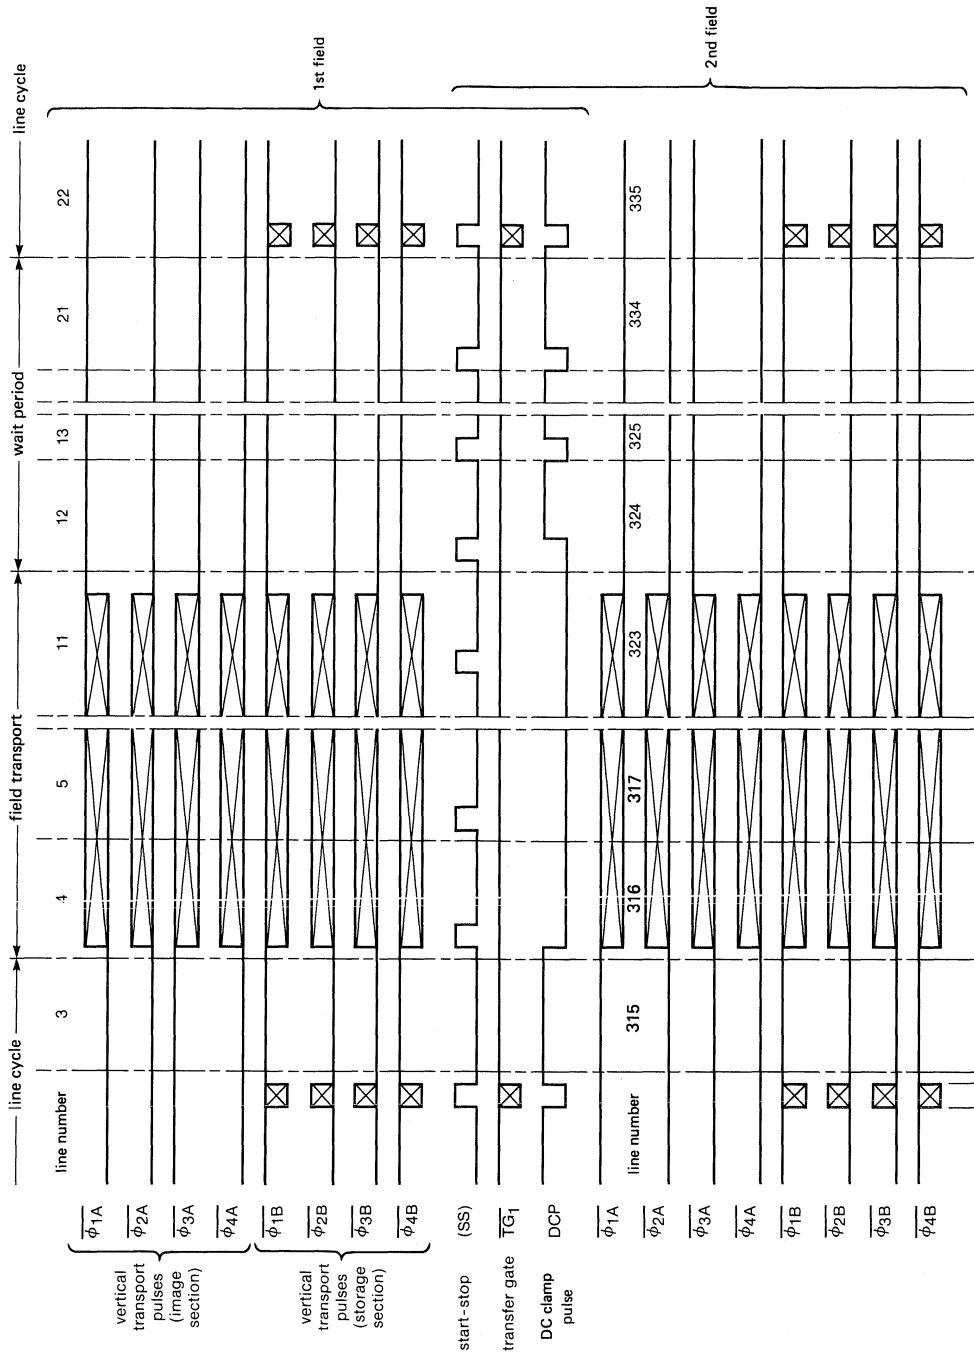 line cycle
field transport
wait period
line cycle
line number
3
4
5
11
12
13
21
22
1st field
vertical
transport
pulses
(image
section)
φ1A
φ2A
φ3A
φ4A
vertical
transport
pulses
(storage
section)
φ1B
φ2B
φ3B
φ4B
start-stop
(SS)
transfer gate
TG1
DC clamp
pulse
DCP
line number
315
316
317
323
324
325
334
335
2nd field
φ1A
φ2A
φ3A
φ4A
φ1B
φ2B
φ3B
φ4B